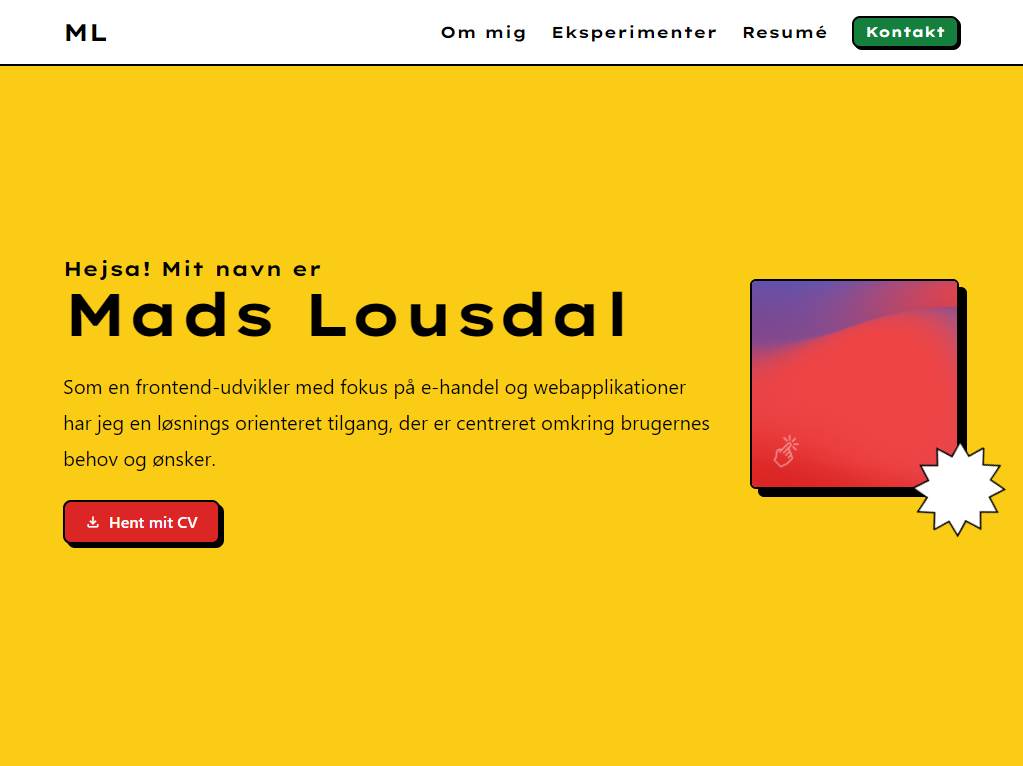 ML
Om mig
Eksperimenter
Resumé
Kontakt
Hejsa! Mit navn er
Mads Lousdal
Som en frontend-udvikler med fokus på e-handel og webapplikationer
har jeg en løsnings orienteret tilgang, der er centreret omkring brugernes
behov og ønsker.
Hent mit CV